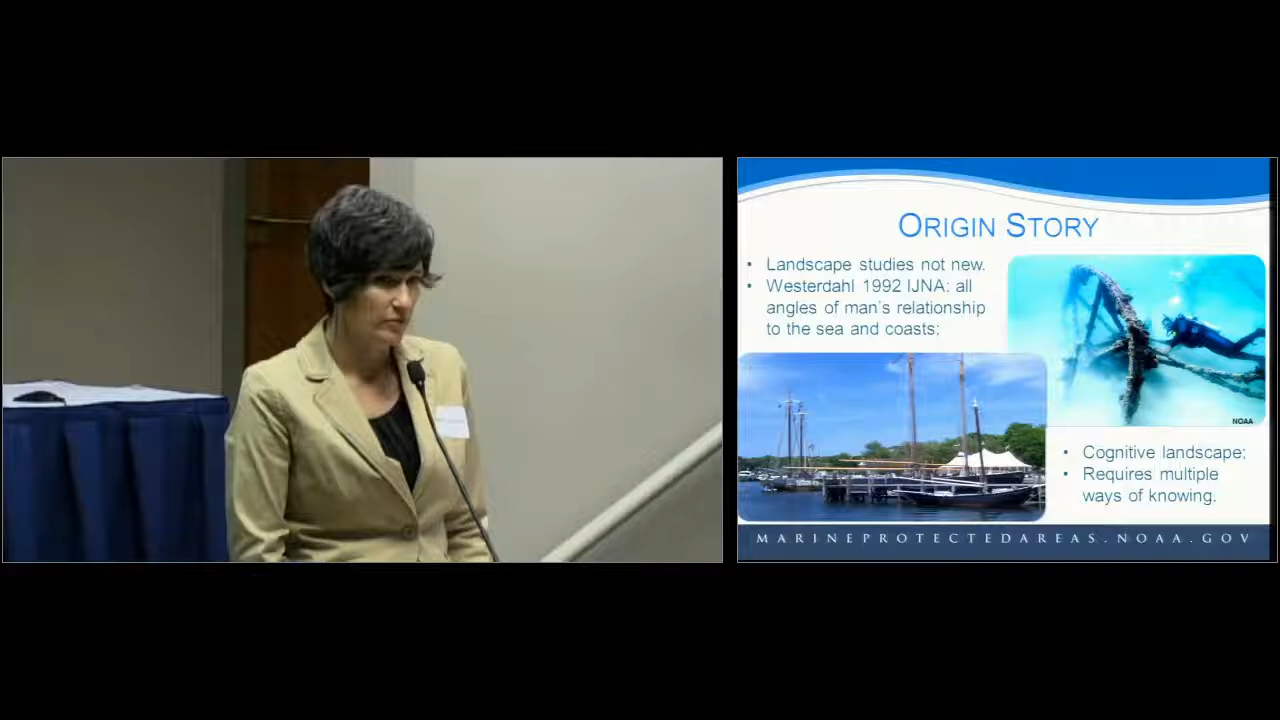 ORIGIN STORY
• Landscape studies not new.
• Westerdahl 1992 IJNA: all
angles of man's relationship
to the sea and coasts;
NOAA
• Cognitive landscape;
• Requires multiple
ways of knowing.
MARINEPROTECTEDAREAS.NOAA.GOV